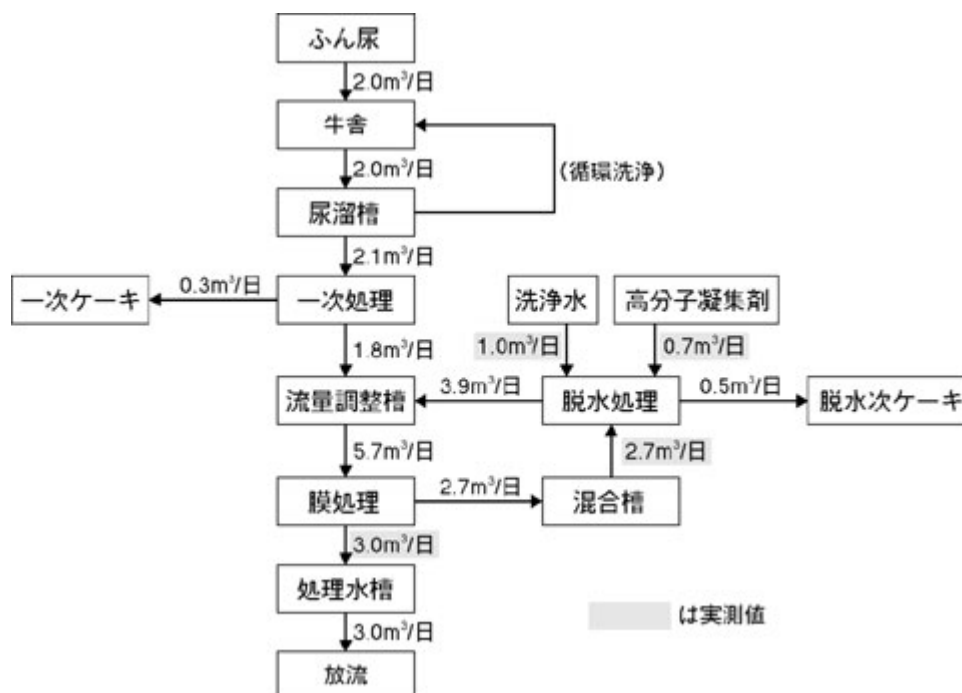 ふん尿
2.0m³/日
牛舎
2.0m³/日
(循環洗浄)
尿溜槽
2.1m³/日
一次ケーキ
0.3m³/日
一次処理
洗浄水
高分子凝集剤
1.8m³/日
1.0m³/日
0.7m³/日
流量調整槽
3.9m³/日
脱水処理
0.5m³/日
脱水次ケーキ
5.7m³/日
2.7m³/日
膜処理
2.7m³/日
混合槽
3.0m³/日
処理水槽
は実測値
3.0m³/日
放流